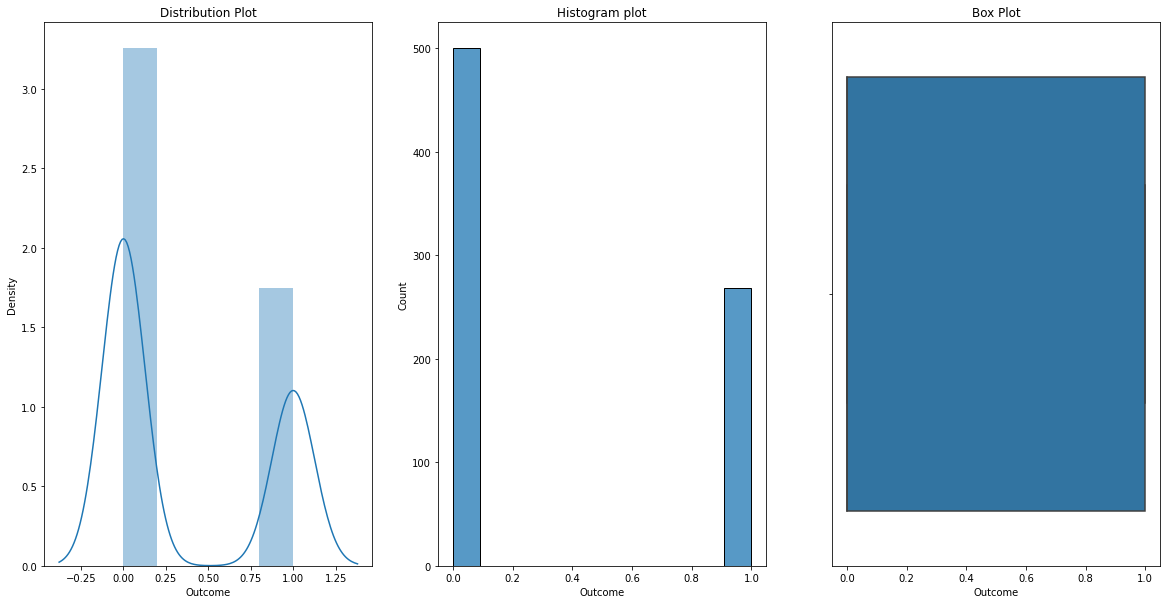 Distribution Plot
3.0
2.5
2.0
1.5
1.0
0.5
0.0
Density
−0.25 0.00 0.25 0.50 0.75 1.00 1.25
Outcome
Histogram plot
500
400
300
200
100
0
Count
0.0 0.2 0.4 0.6 0.8 1.0
Outcome
Box Plot
0.0 0.2 0.4 0.6 0.8 1.0
Outcome